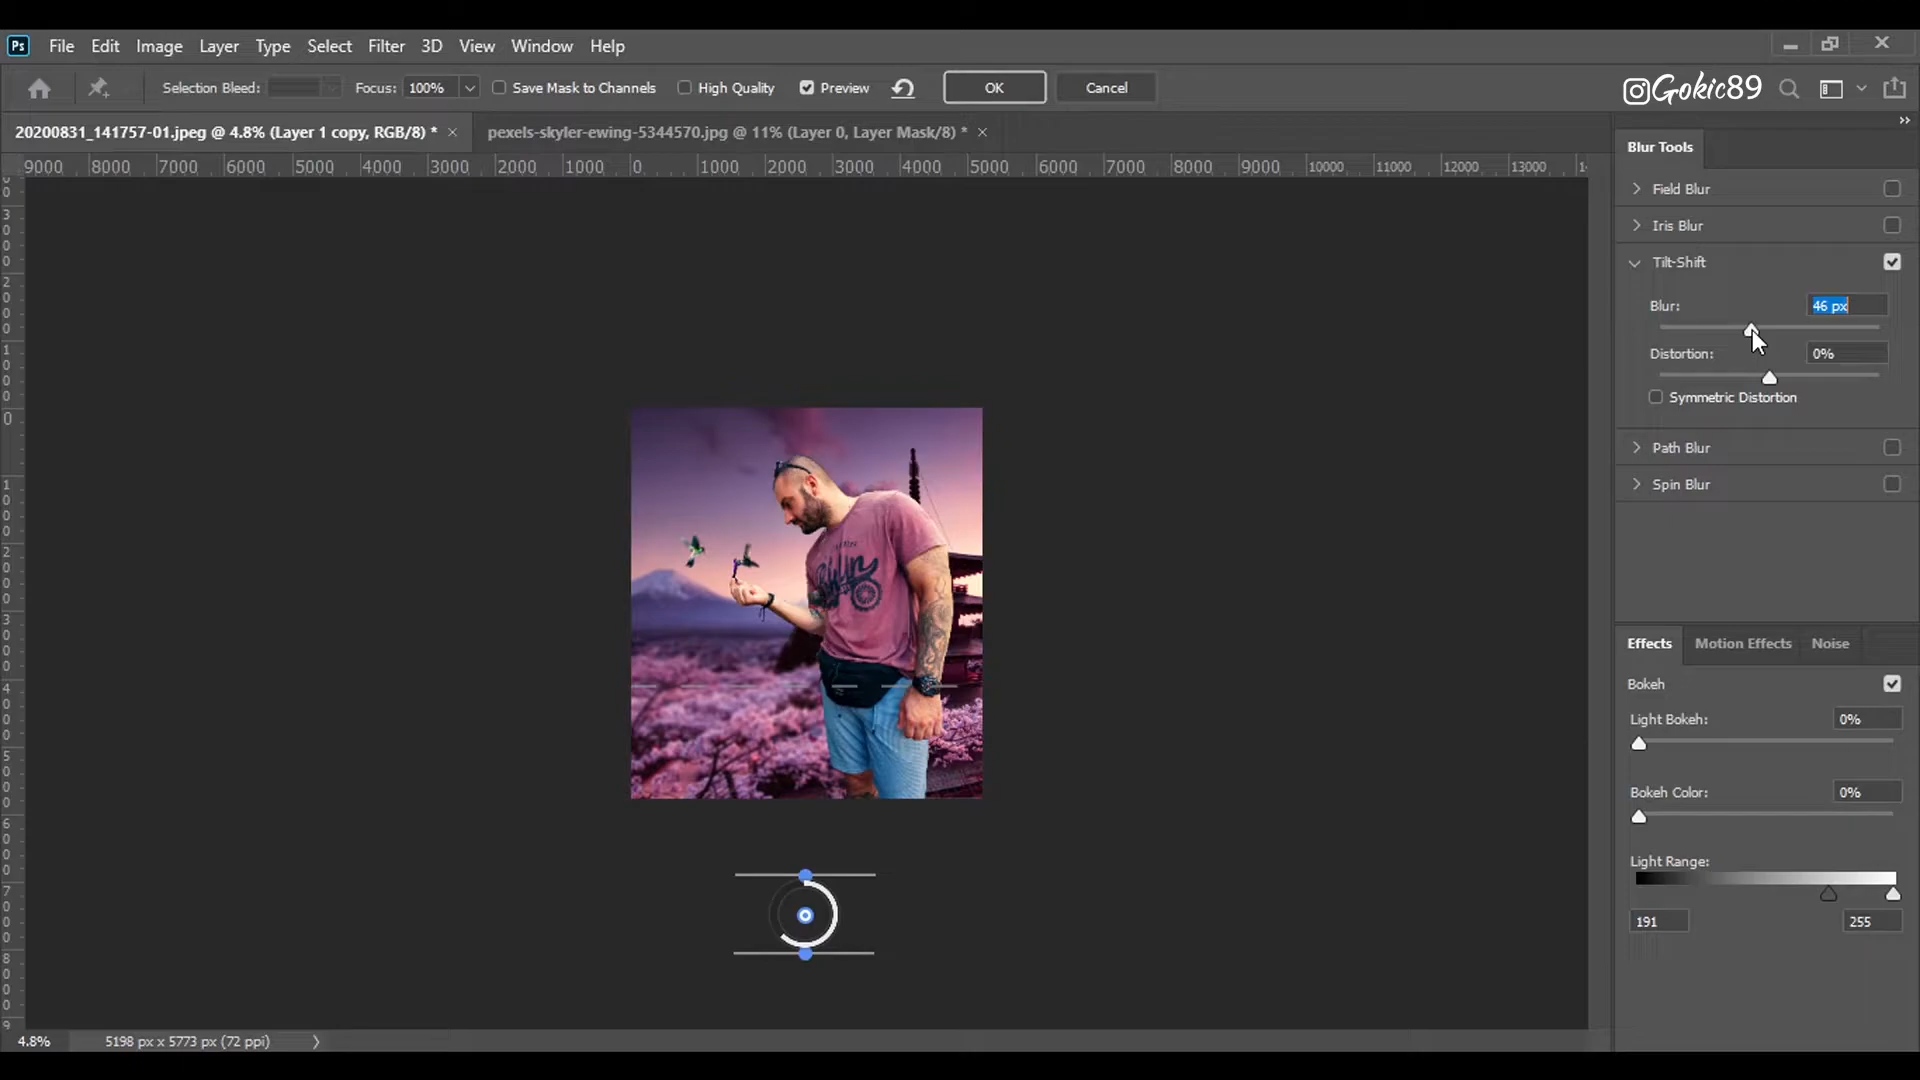 Ps File Edit Image Layer Type Select Filter 3D View Window Help
Selection Bleed: Focus: 100% Save Mask to Channels High Quality Preview OK Cancel Gokic89
20200831_141757-01.jpeg @ 4.8% (Layer 1 copy, RGB/8) * × pexels-skyler-ewing-5344570.jpg @ 11% (Layer 0, Layer Mask/8) * ×
9000 8000 7000 6000 5000 4000 3000 2000 1000 0 1000 2000 3000 4000 5000 6000 7000 8000 9000 10000 11000 12000 13000
Blur Tools
Field Blur
Iris Blur
Tilt-Shift
Blur: 46 px
Distortion: 0%
Symmetric Distortion
Path Blur
Spin Blur
Effects Motion Effects Noise
Bokeh
Light Bokeh: 0%
Bokeh Color: 0%
Light Range:
191 255
4.8% 5198 px x 5773 px (72 ppi)